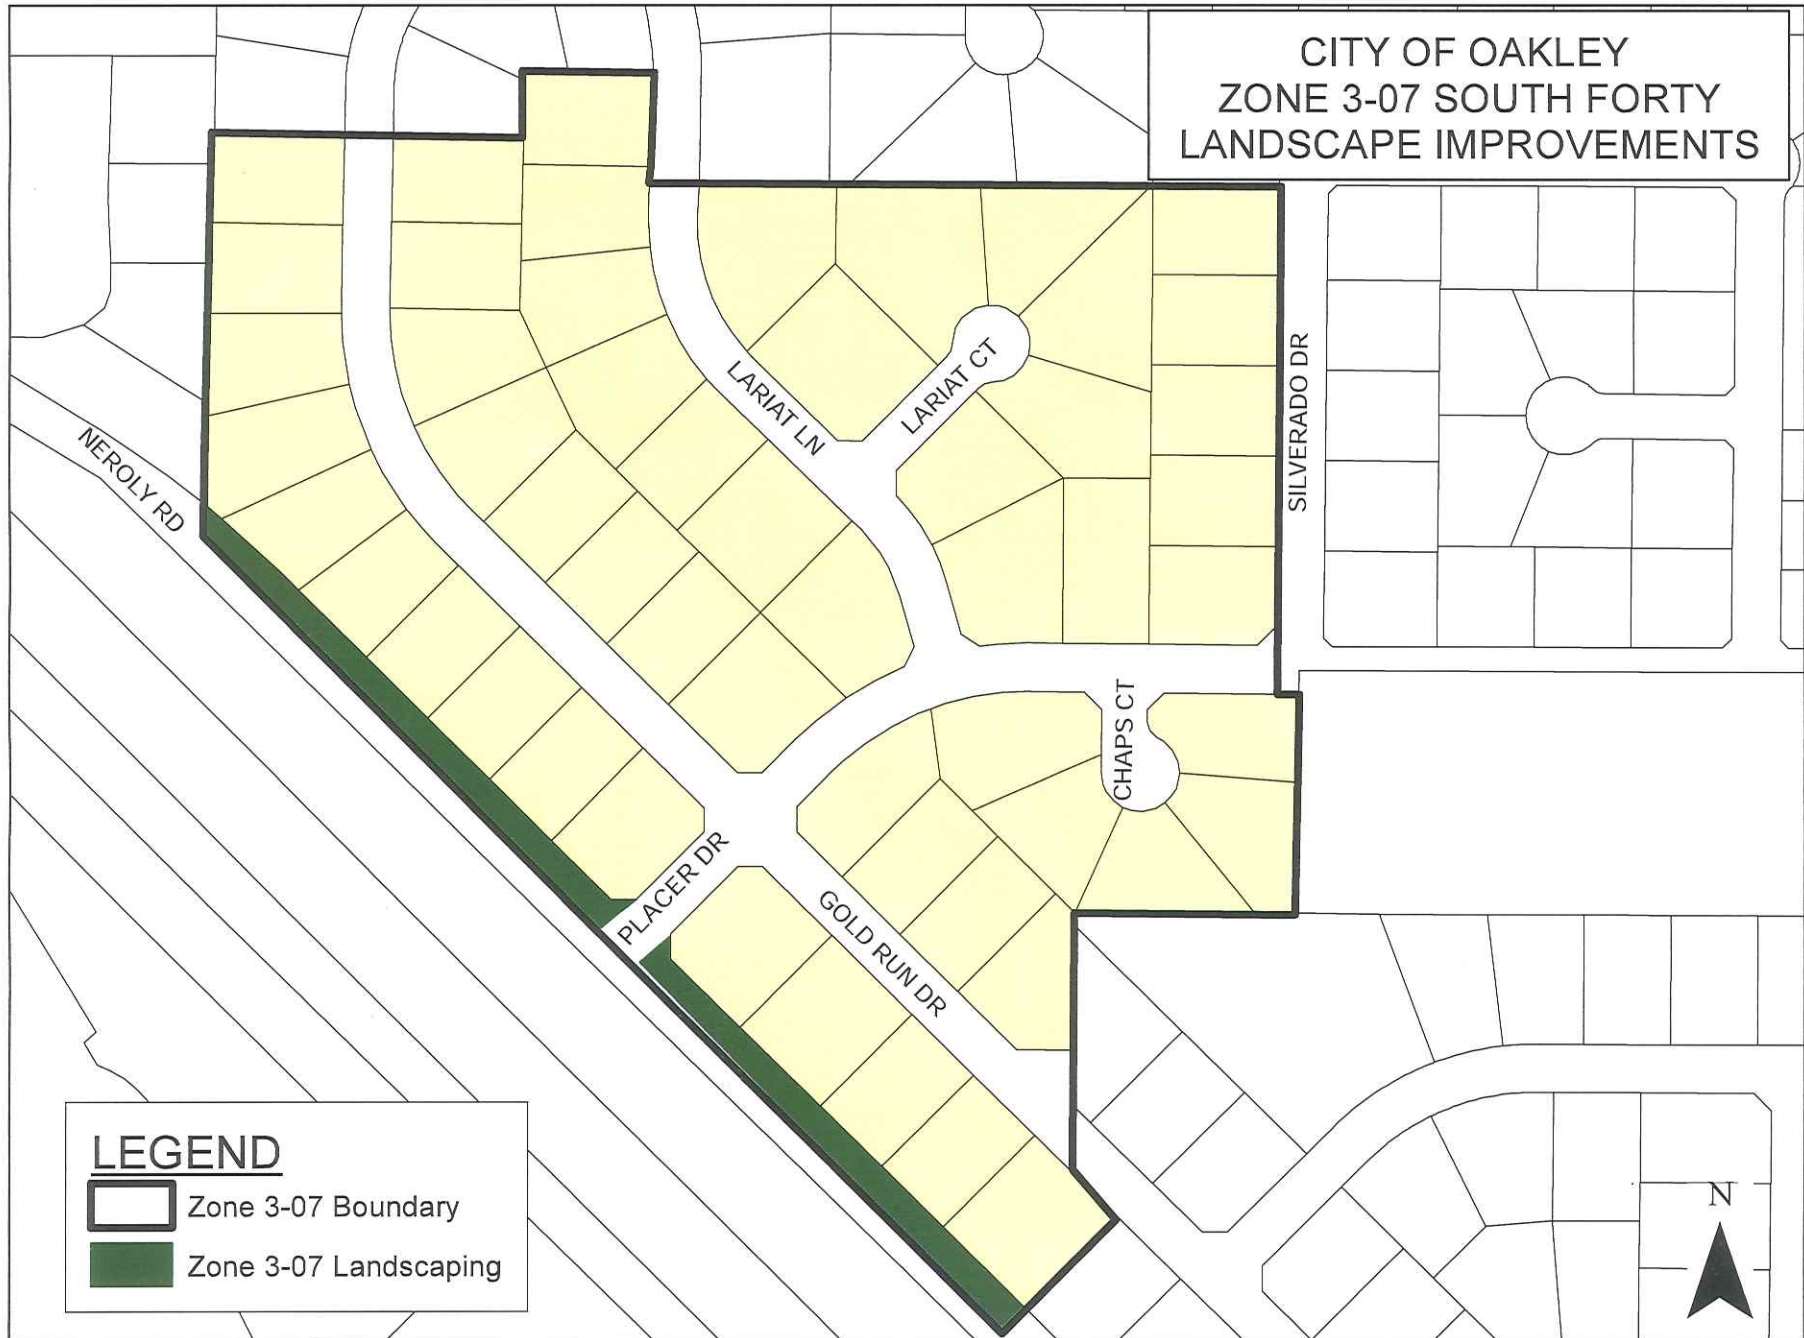 CITY OF OAKLEY
ZONE 3-07 SOUTH FORTY
LANDSCAPE IMPROVEMENTS
LARIAT LN
LARIAT CT
SILVERADO DR
NEROLY RD
CHAPS CT
PLACER DR
GOLD RUN DR
LEGEND
Zone 3-07 Boundary
Zone 3-07 Landscaping
N